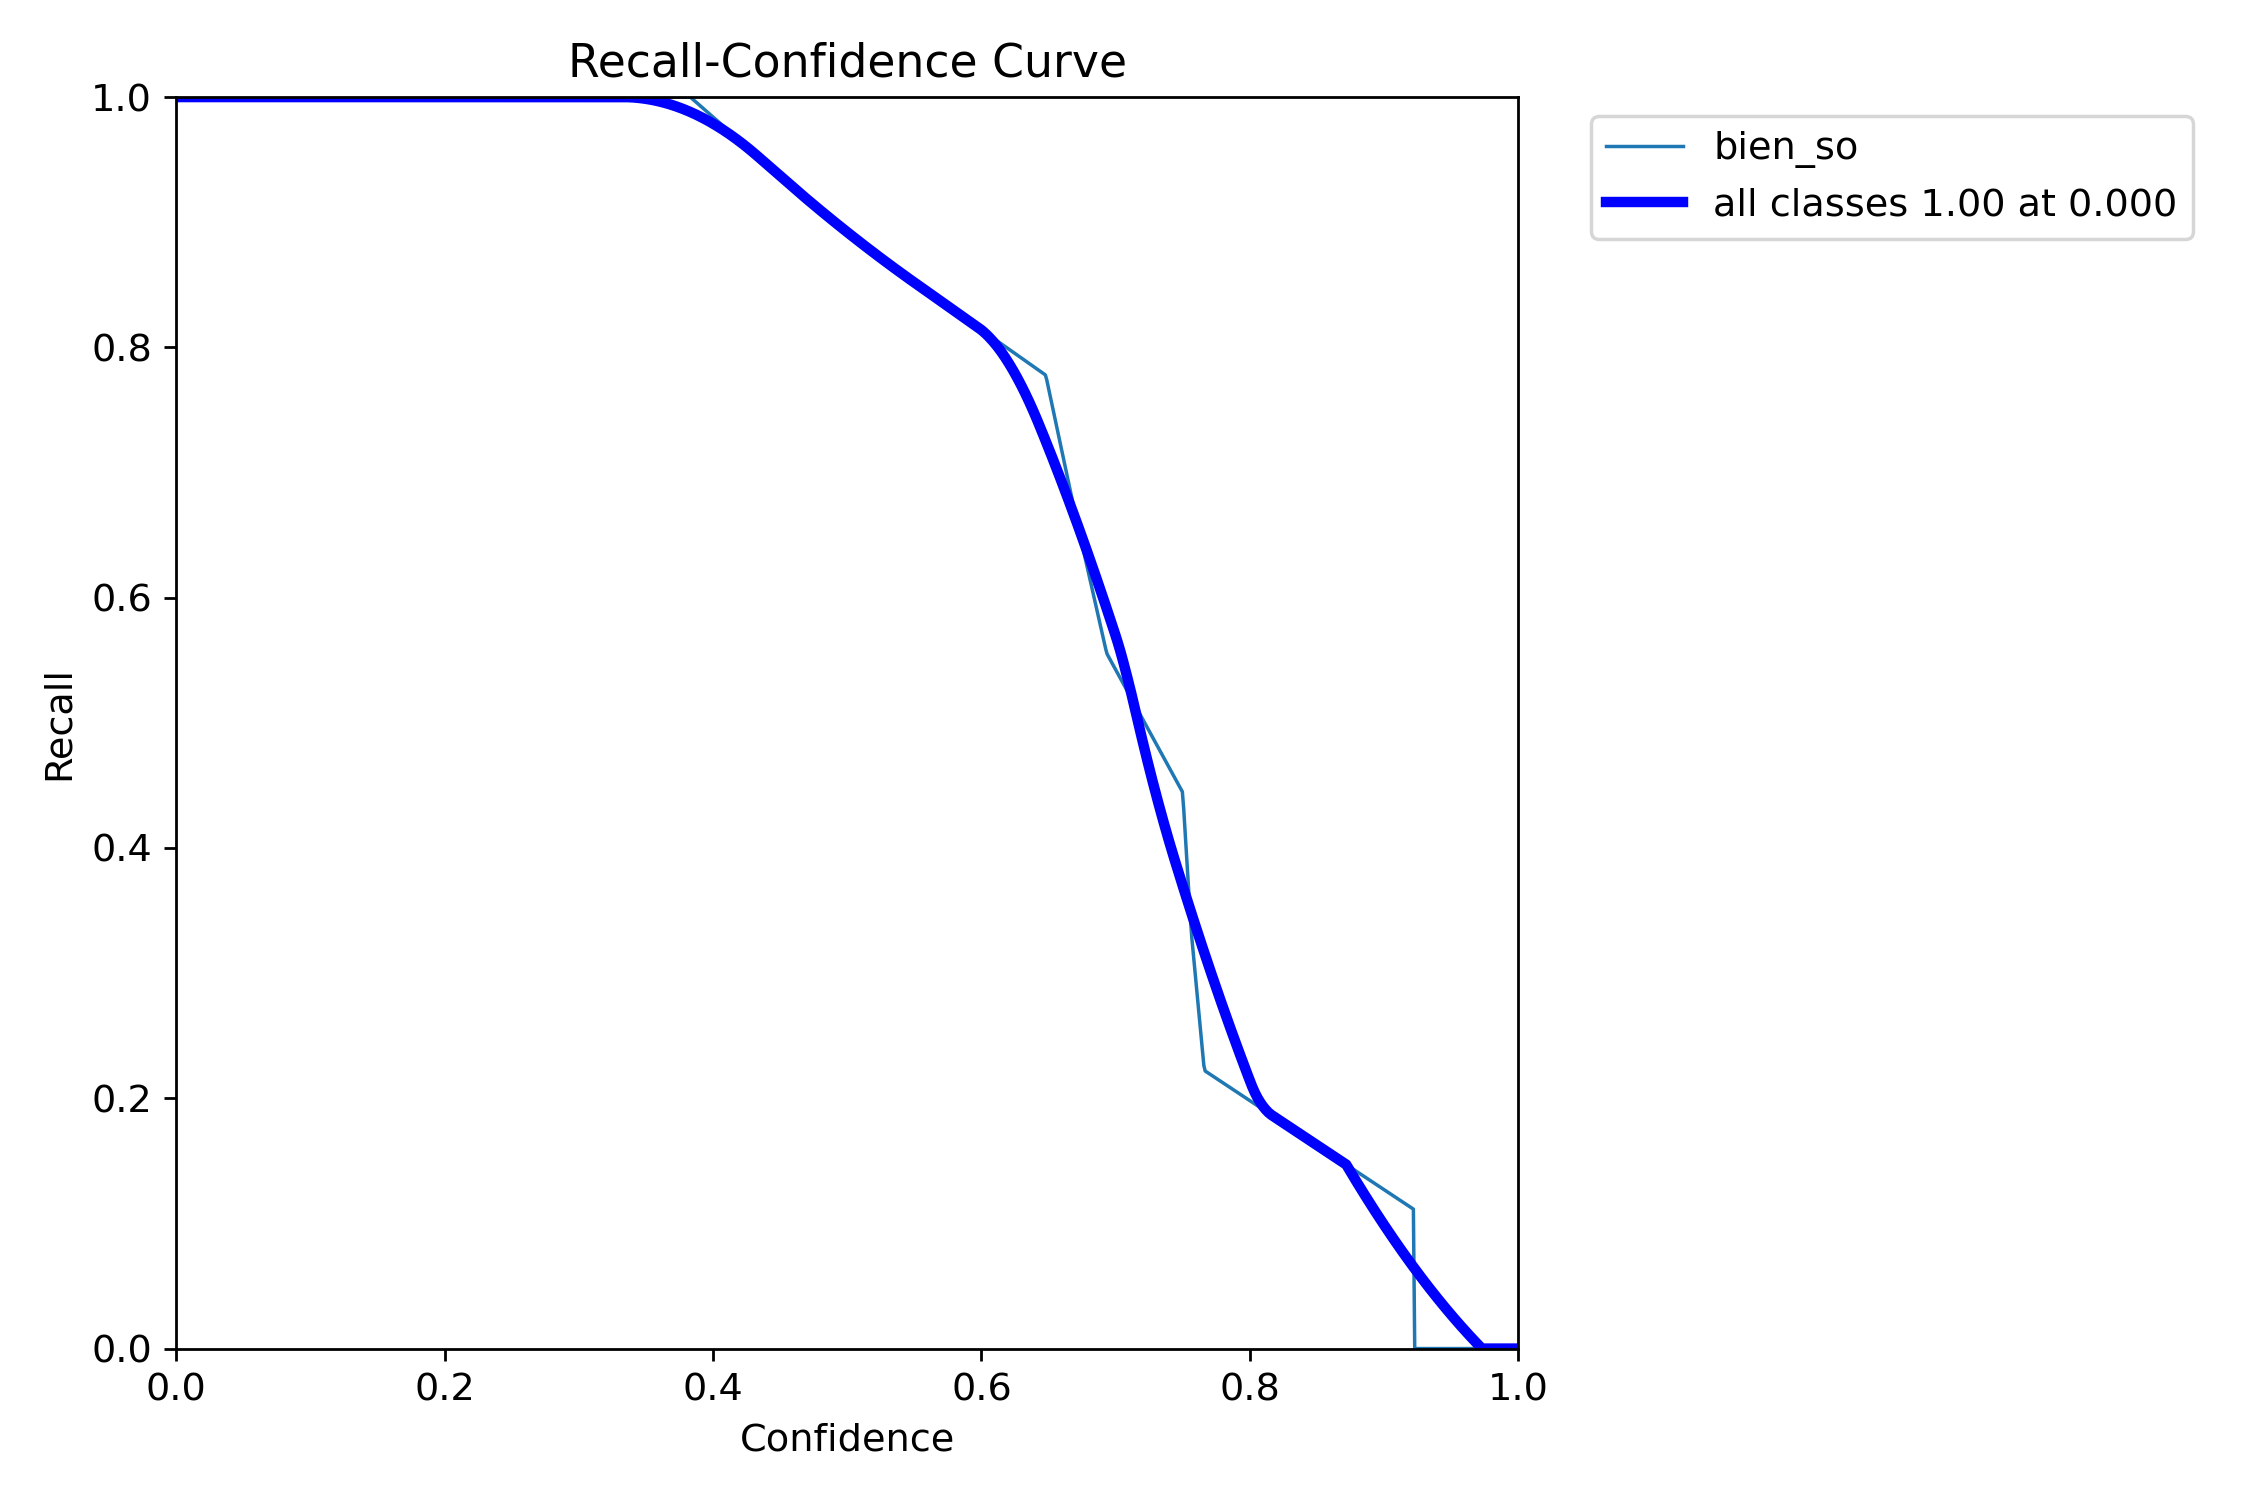 Recall-Confidence Curve
bien_so
all classes 1.00 at 0.000
1.0
0.8
0.6
0.4
0.2
0.0
Recall
0.0 0.2 0.4 0.6 0.8 1.0
Confidence